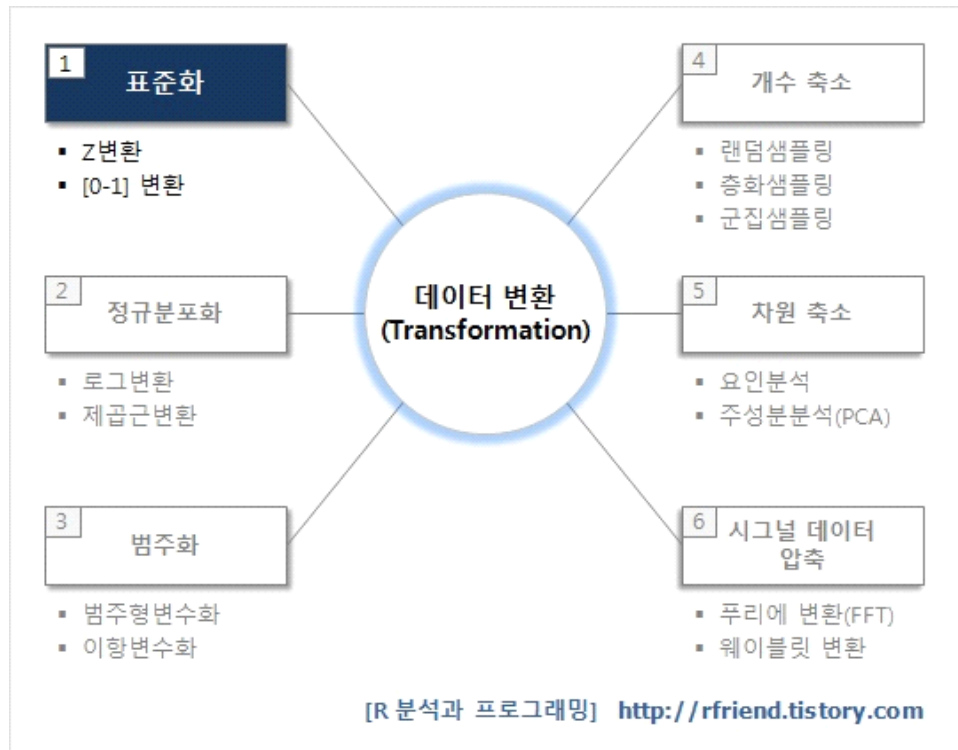 1
표준화
▪ Z변환
▪ [0-1] 변환
2
정규분포화
▪ 로그변환
▪ 제곱근변환
3
범주화
▪ 범주형변수화
▪ 이항변수화
데이터 변환
(Transformation)
4
개수 축소
▪ 랜덤샘플링
▪ 층화샘플링
▪ 군집샘플링
5
차원 축소
▪ 요인분석
▪ 주성분분석(PCA)
6
시그널 데이터
압축
▪ 푸리에 변환(FFT)
▪ 웨이블릿 변환
[R 분석과 프로그래밍] http://rfriend.tistory.com